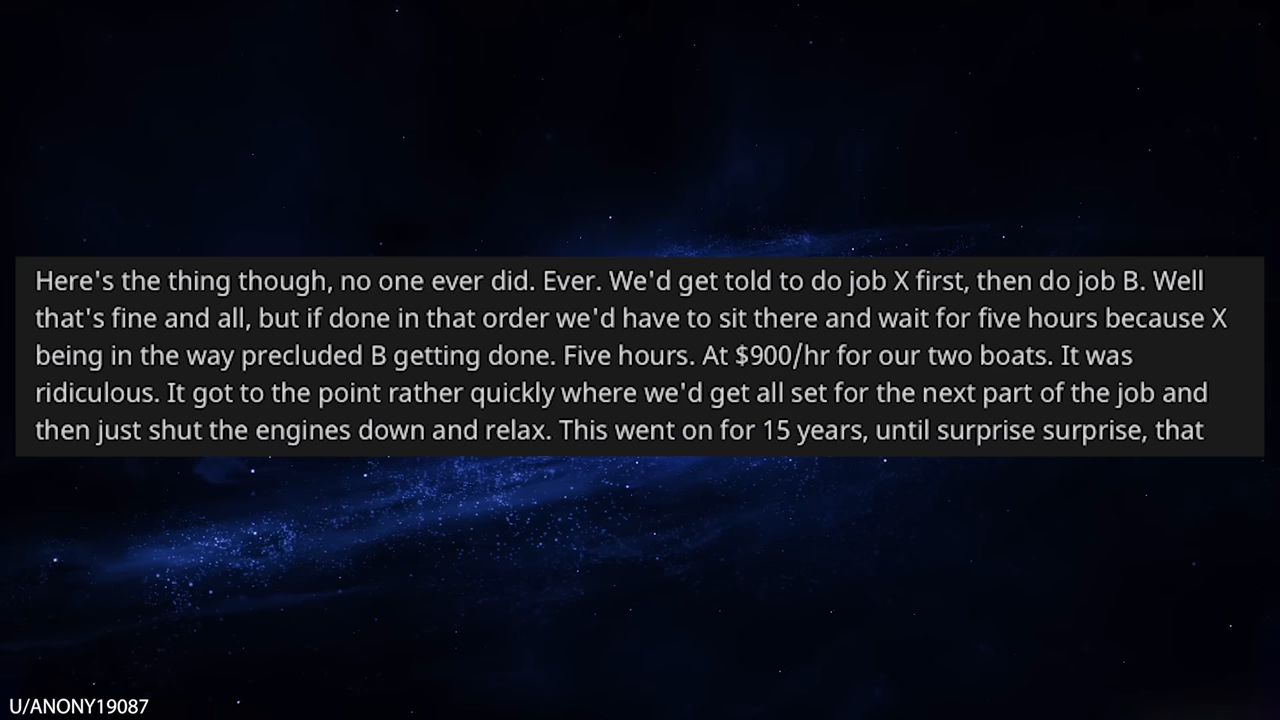 Here's the thing though, no one ever did. Ever. We'd get told to do job X first, then do job B. Well
that's fine and all, but if done in that order we'd have to sit there and wait for five hours because X
being in the way precluded B getting done. Five hours. At $900/hr for our two boats. It was
ridiculous. It got to the point rather quickly where we'd get all set for the next part of the job and
then just shut the engines down and relax. This went on for 15 years, until surprise surprise, that
U/ANONY19087